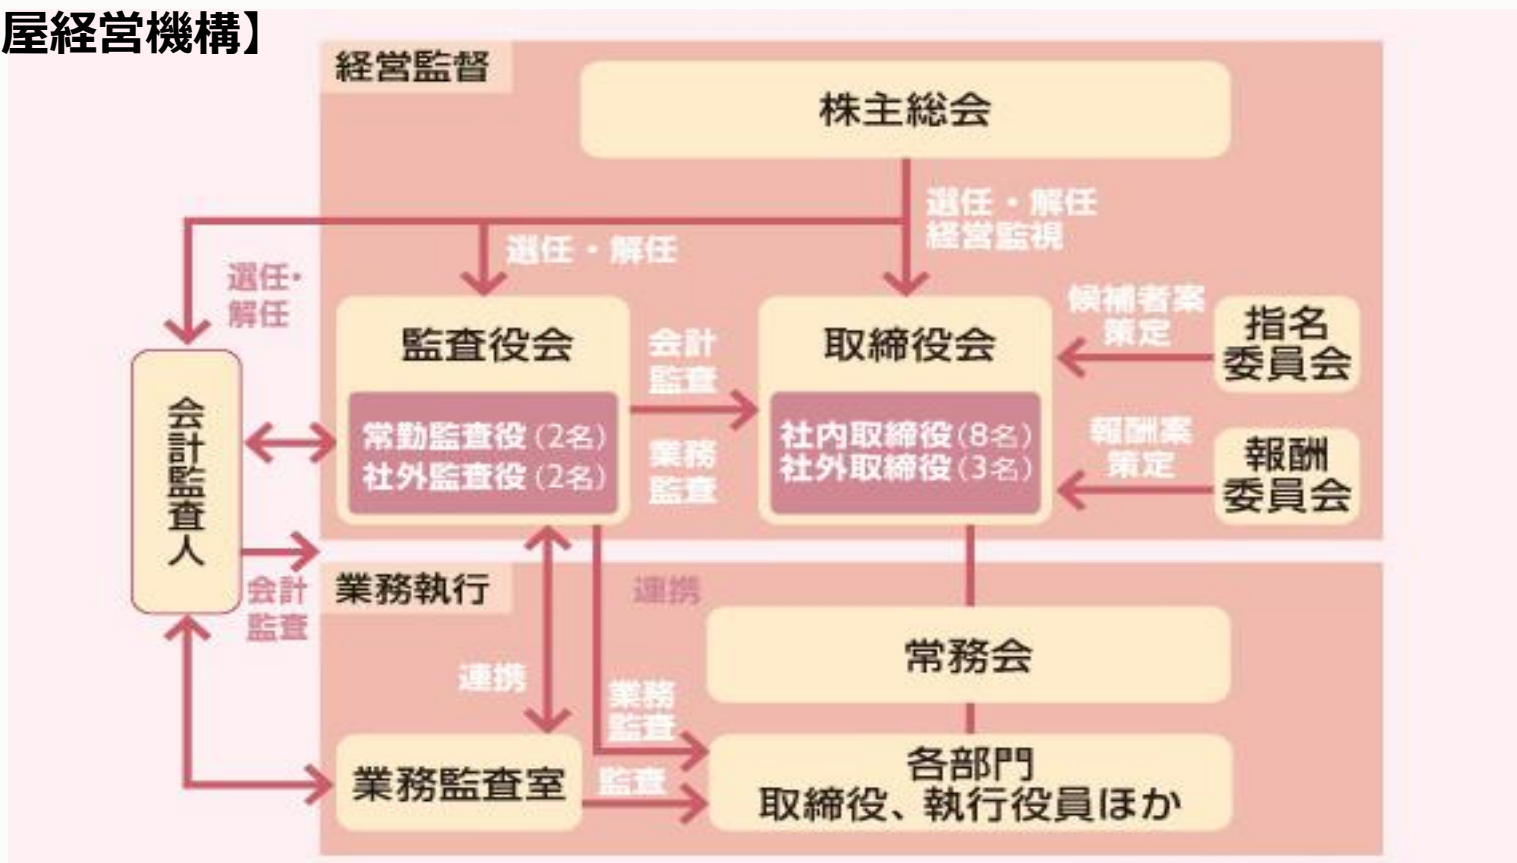 屋経営機構】
経営監督
株主総会
選任・解任
経営監視
選任・解任
選任・
解任
候補者案
策定
指名
委員会
監査役会
会計
監査
取締役会
常勤監査役(2名)
社外監査役(2名)
業務
監査
社内取締役(8名)
社外取締役(3名)
報酬案
策定
報酬
委員会
会計監査人
会計
監査
業務執行
連携
常務会
連携
業務
監査
業務監査室
監査
各部門
取締役、執行役員ほか